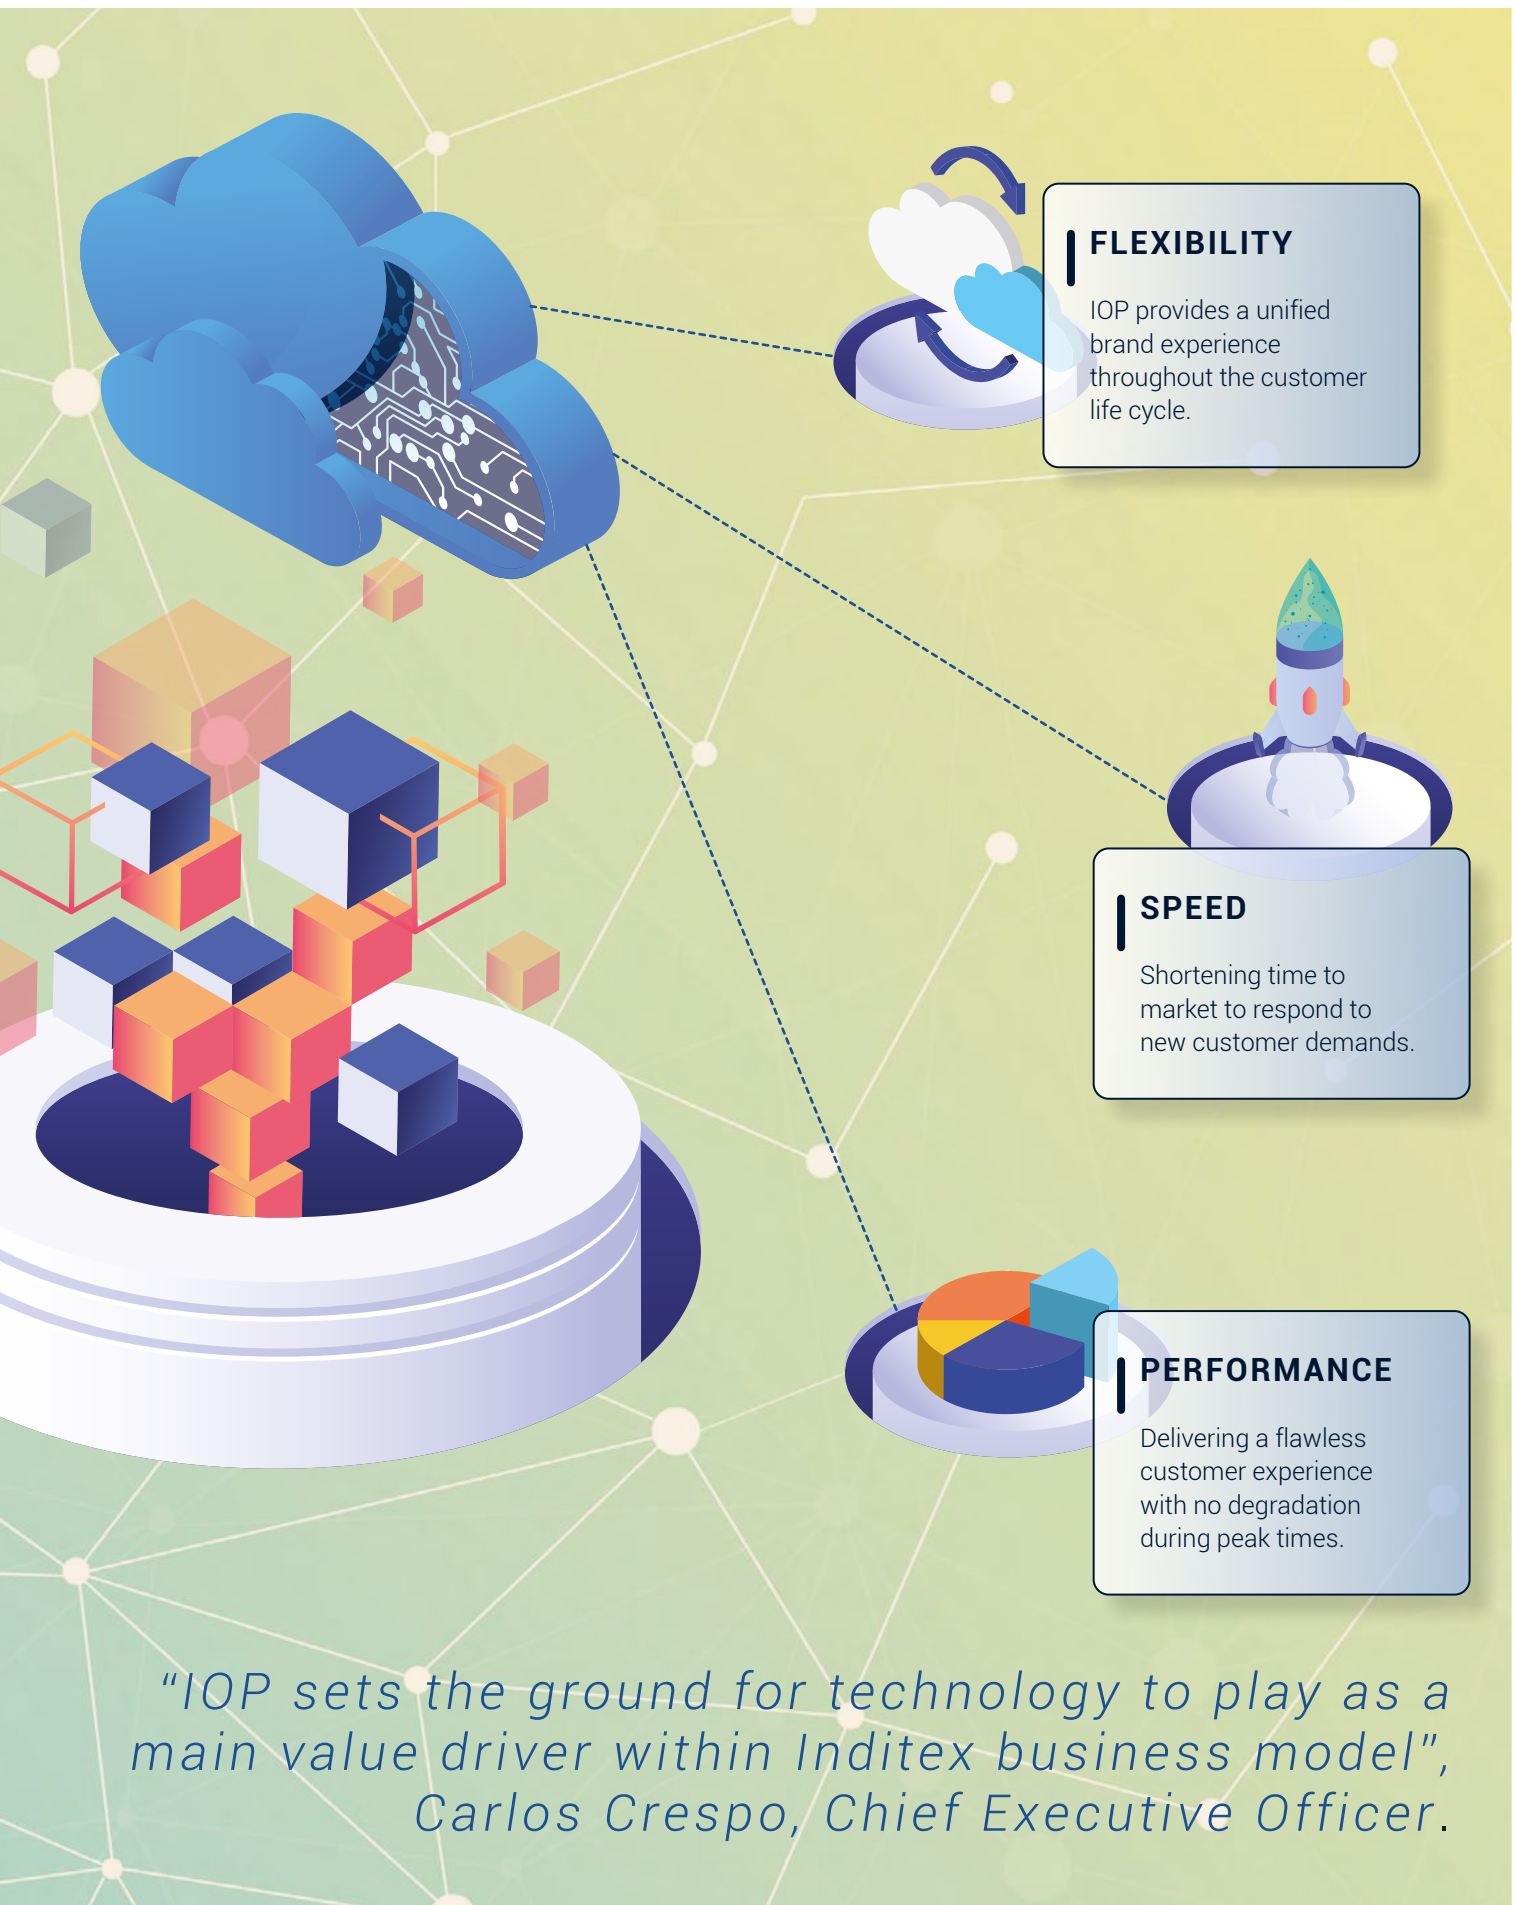 FLEXIBILITY
IOP provides a unified
brand experience
throughout the customer
life cycle.
SPEED
Shortening time to
market to respond to
new customer demands.
PERFORMANCE
Delivering a flawless
customer experience
with no degradation
during peak times.
"IOP sets the ground for technology to play as a
main value driver within Inditex business model",
Carlos Crespo, Chief Executive Officer.